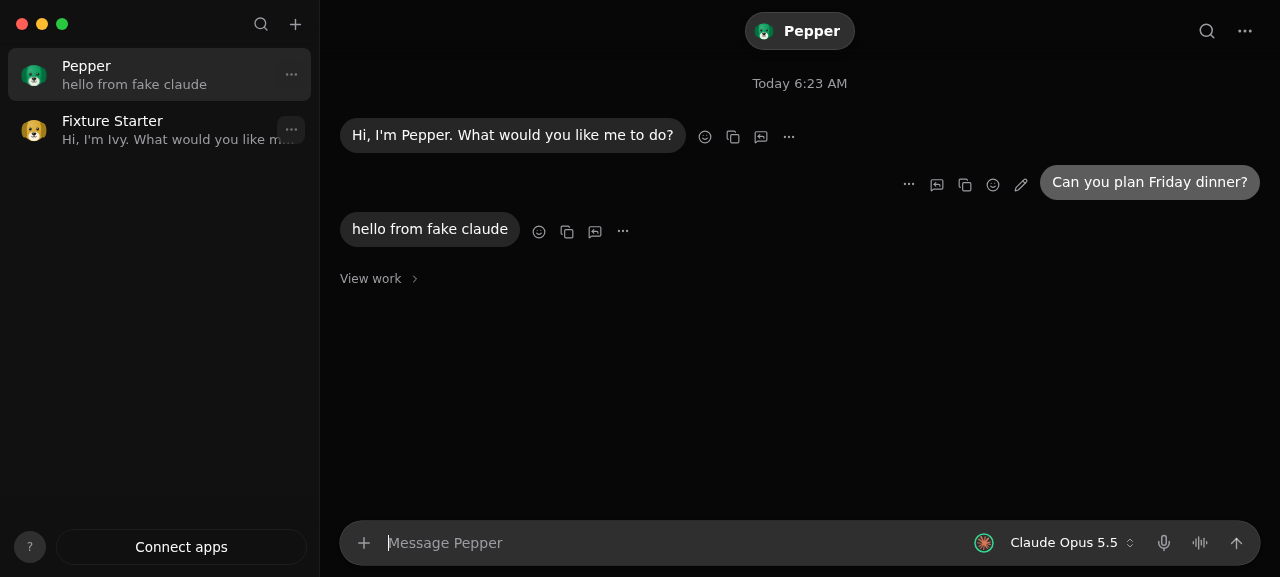 Pepper
hello from fake claude
Fixture Starter
Hi, I'm Ivy. What would you like m...
?
Connect apps
Pepper
Today 6:23 AM
Hi, I'm Pepper. What would you like me to do?
Can you plan Friday dinner?
hello from fake claude
View work
Message Pepper
Claude Opus 5.5